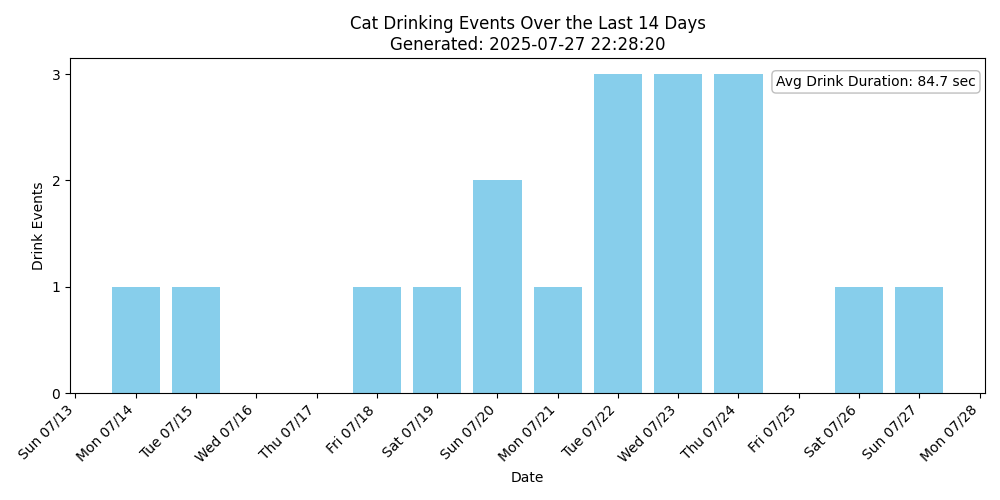 Cat Drinking Events Over the Last 14 Days
Generated: 2025-07-27 22:28:20
Avg Drink Duration: 84.7 sec
Drink Events
3
2
1
0
Sun 07/13
Mon 07/14
Tue 07/15
Wed 07/16
Thu 07/17
Fri 07/18
Sat 07/19
Sun 07/20
Mon 07/21
Tue 07/22
Wed 07/23
Thu 07/24
Fri 07/25
Sat 07/26
Sun 07/27
Mon 07/28
Date